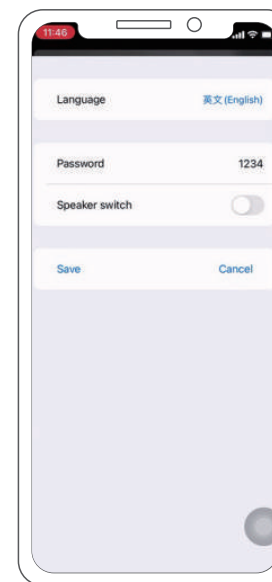 11:46
Language 英文 (English)
Password 1234
Speaker switch
Save Cancel